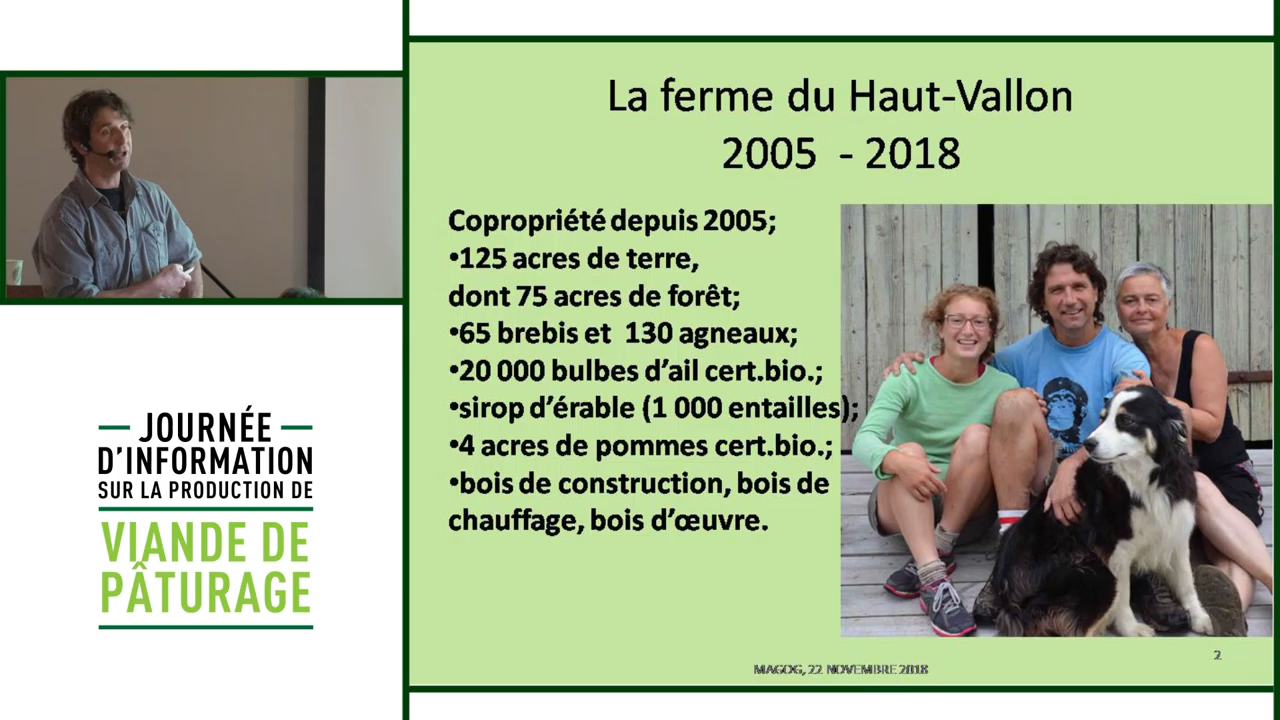 La ferme du Haut-Vallon
2005 - 2018
Copropriété depuis 2005;
•125 acres de terre,
dont 75 acres de forêt;
•65 brebis et 130 agneaux;
•20 000 bulbes d'ail cert.bio.;
•sirop d'érable (1 000 entailles);
•4 acres de pommes cert.bio.;
•bois de construction, bois de
chauffage, bois d'œuvre.
JOURNÉE
D'INFORMATION
SUR LA PRODUCTION DE
VIANDE DE
PÂTURAGE
MAGOG, 22 NOVEMBRE 2018
2